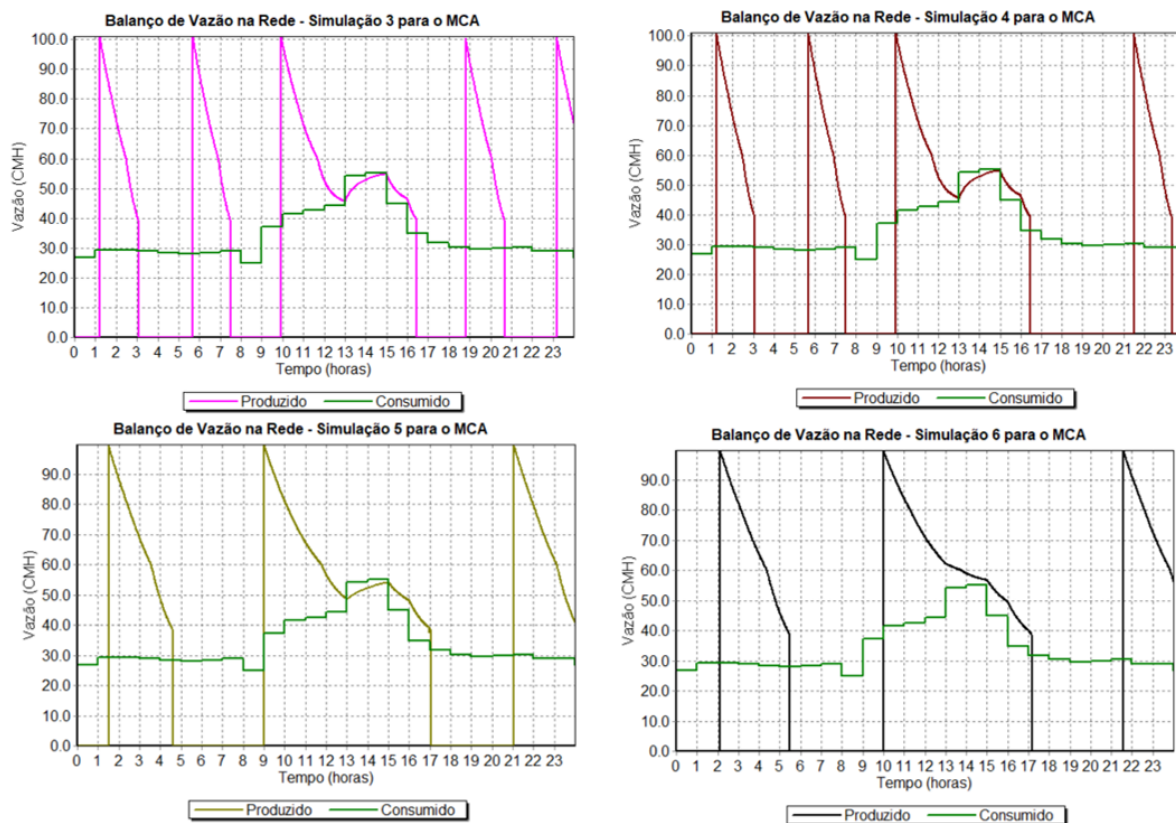 Balanço de Vazão na Rede - Simulação 3 para o MCA
100.0
90.0
80.0
70.0
60.0
50.0
40.0
30.0
20.0
10.0
0.0
Vazão (CMH)
0 1 2 3 4 5 6 7 8 9 10 11 12 13 14 15 16 17 18 19 20 21 22 23
Tempo (horas)
Produzido Consumido
Balanço de Vazão na Rede - Simulação 4 para o MCA
100.0
90.0
80.0
70.0
60.0
50.0
40.0
30.0
20.0
10.0
0.0
Vazão (CMH)
0 1 2 3 4 5 6 7 8 9 10 11 12 13 14 15 16 17 18 19 20 21 22 23
Tempo (horas)
Produzido Consumido
Balanço de Vazão na Rede - Simulação 5 para o MCA
90.0
80.0
70.0
60.0
50.0
40.0
30.0
20.0
10.0
0.0
Vazão (CMH)
0 1 2 3 4 5 6 7 8 9 10 11 12 13 14 15 16 17 18 19 20 21 22 23
Tempo (horas)
Produzido Consumido
Balanço de Vazão na Rede - Simulação 6 para o MCA
90.0
80.0
70.0
60.0
50.0
40.0
30.0
20.0
10.0
0.0
Vazão (CMH)
0 1 2 3 4 5 6 7 8 9 10 11 12 13 14 15 16 17 18 19 20 21 22 23
Tempo (horas)
Produzido Consumido